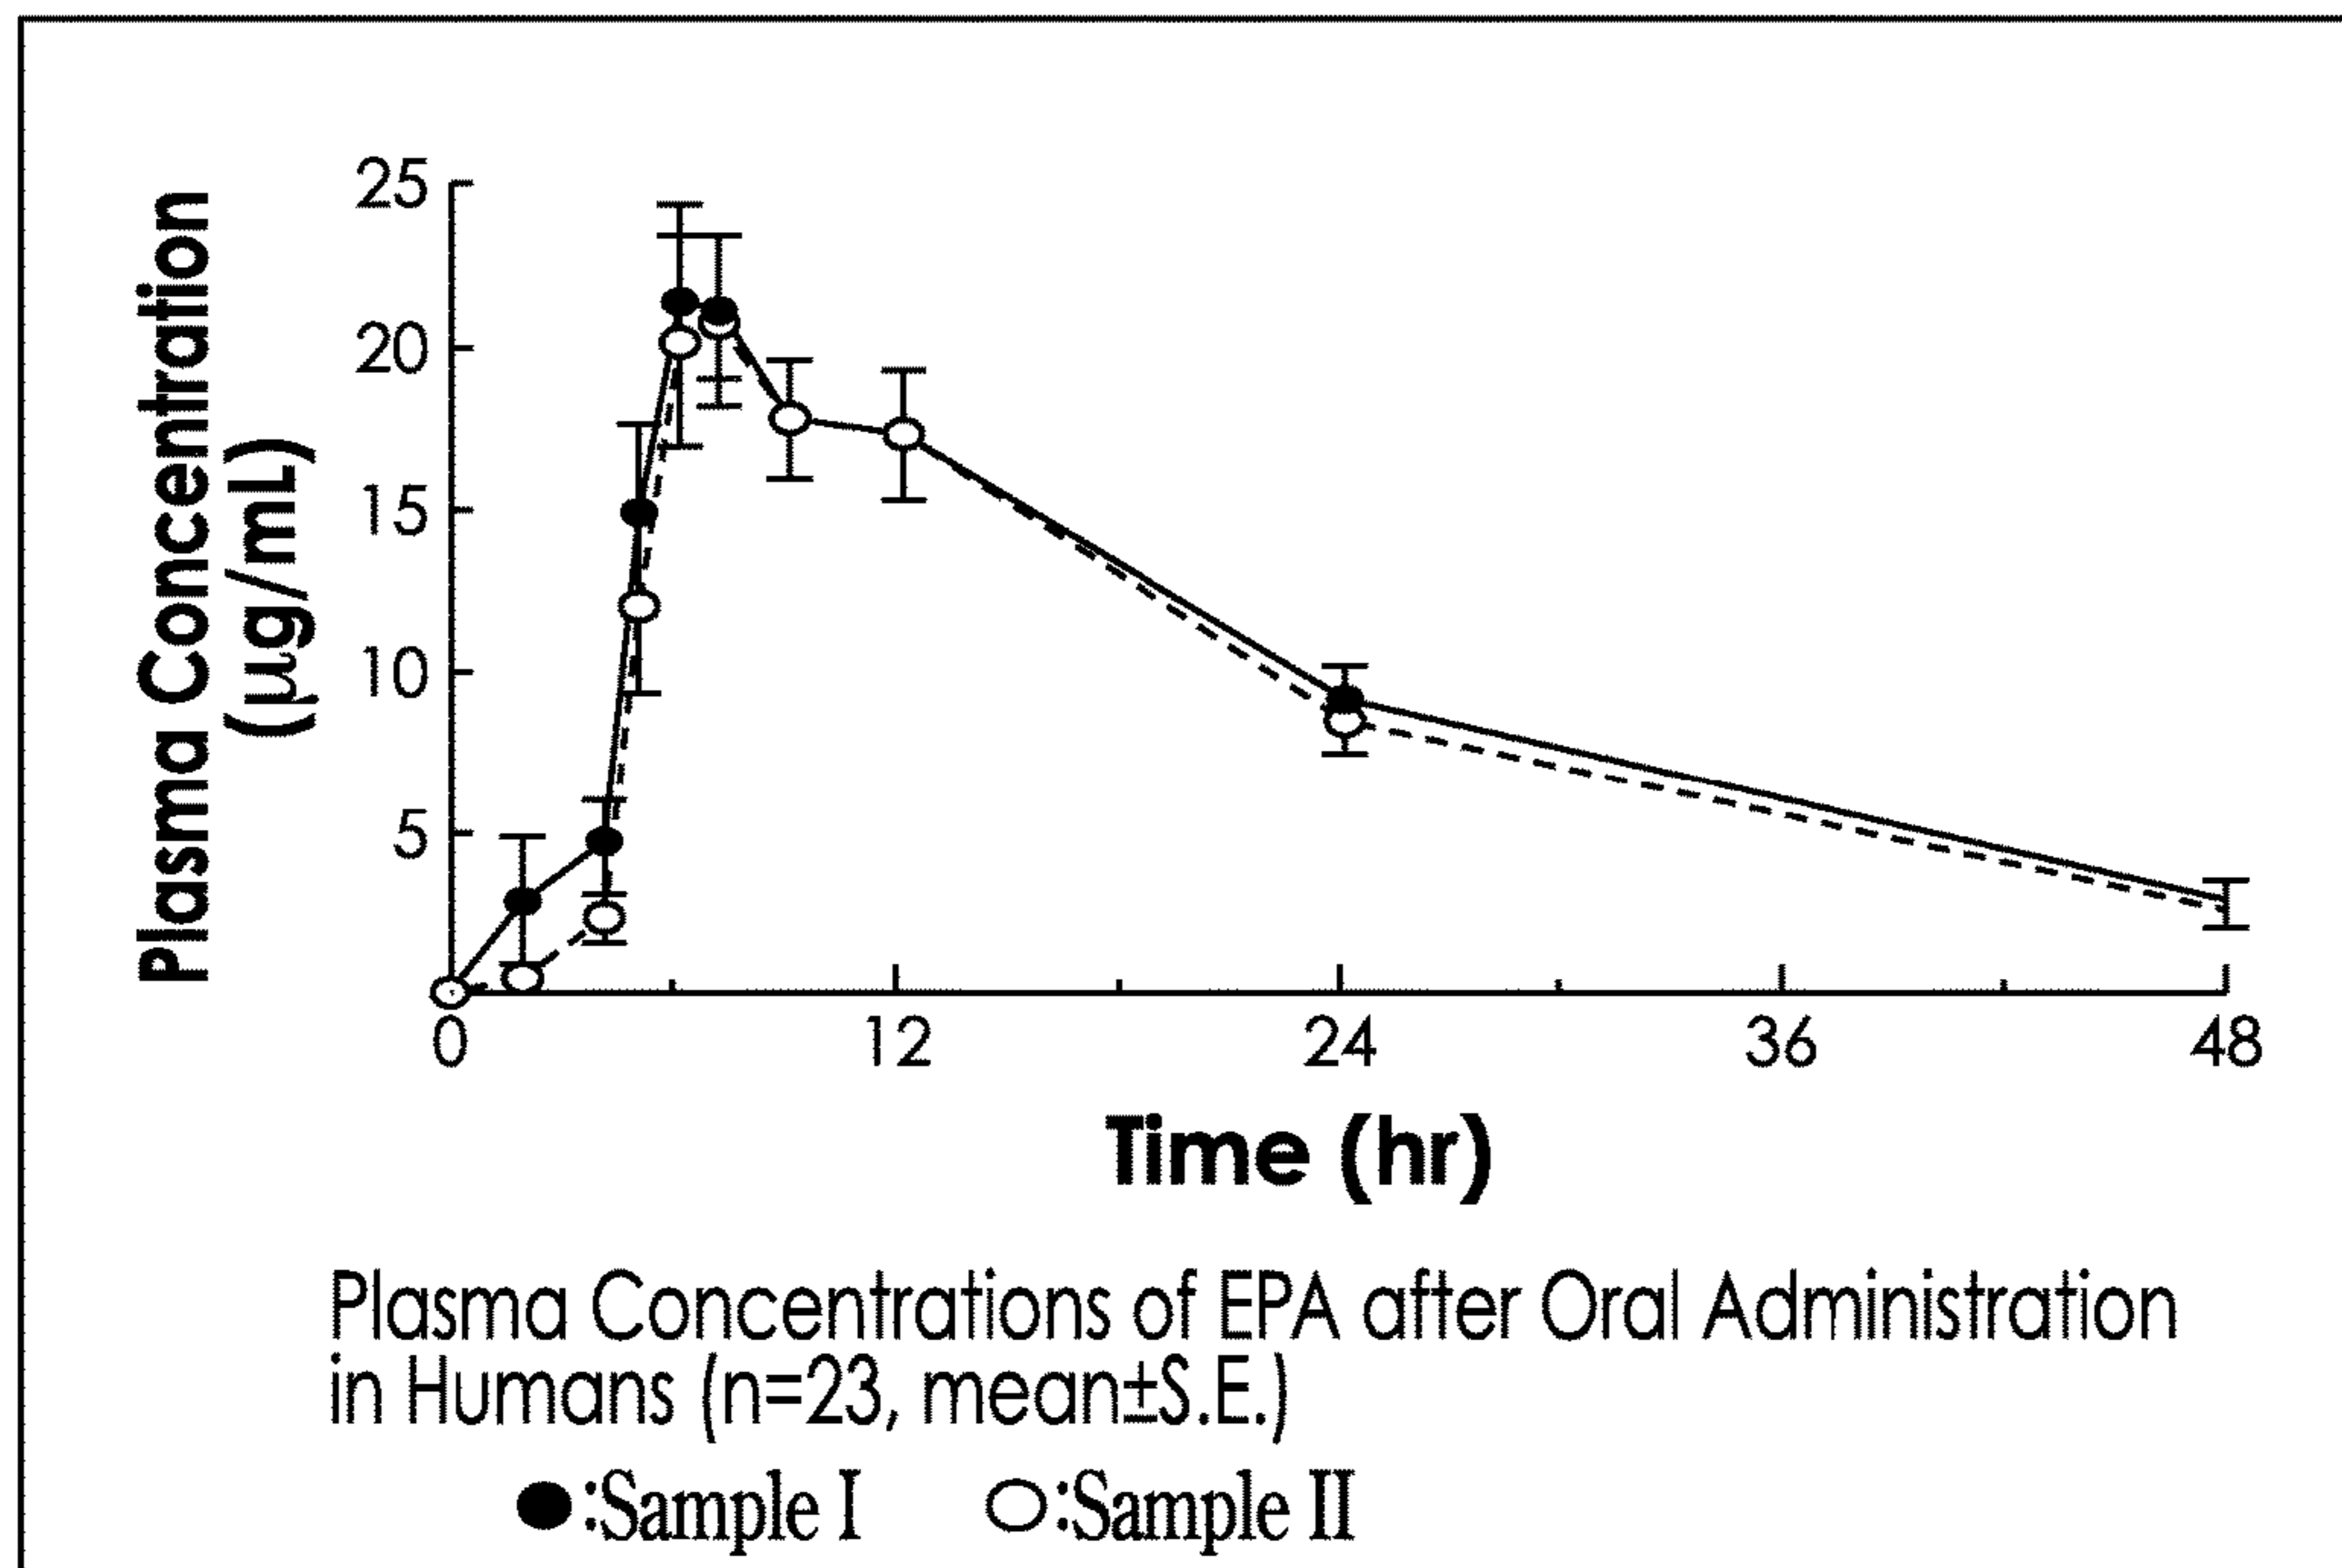 Plasma Concentration
(μg/mL)
25
20
15
10
5
0 12 24 36 48
Time (hr)
Plasma Concentrations of EPA after Oral Administration
in Humans (n=23, mean±S.E.)
●:Sample I ○:Sample II